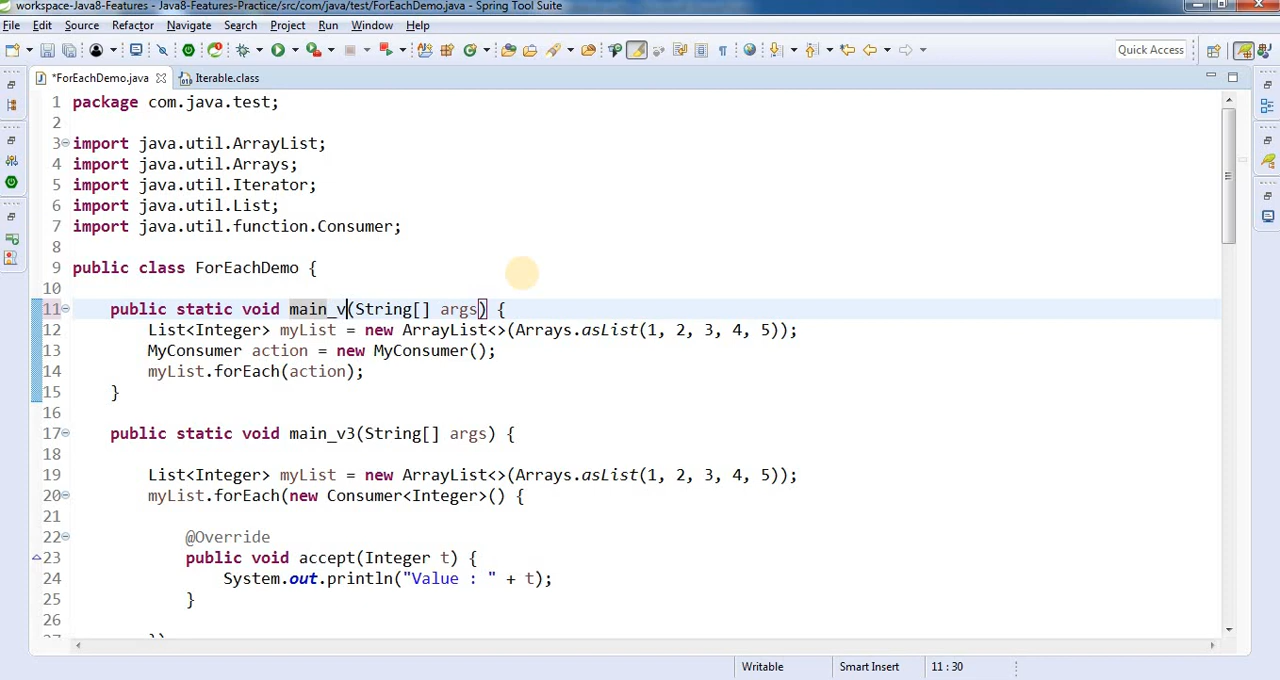 workspace-Java8-Features - Java8-Features-Practice/src/com/java/test/ForEachDemo.java - Spring Tool Suite
File Edit Source Refactor Navigate Search Project Run Window Help
Quick Access
*ForEachDemo.java Iterable.class
1 package com.java.test;
2
3 import java.util.ArrayList;
4 import java.util.Arrays;
5 import java.util.Iterator;
6 import java.util.List;
7 import java.util.function.Consumer;
8
9 public class ForEachDemo {
10
11 public static void main_v(String[] args) {
12 List<Integer> myList = new ArrayList<>(Arrays.asList(1, 2, 3, 4, 5));
13 MyConsumer action = new MyConsumer();
14 myList.forEach(action);
15 }
16
17 public static void main_v3(String[] args) {
18
19 List<Integer> myList = new ArrayList<>(Arrays.asList(1, 2, 3, 4, 5));
20 myList.forEach(new Consumer<Integer>() {
21
22 @Override
23 public void accept(Integer t) {
24 System.out.println("Value : " + t);
25 }
26
27 })
Writable Smart Insert 11 : 30